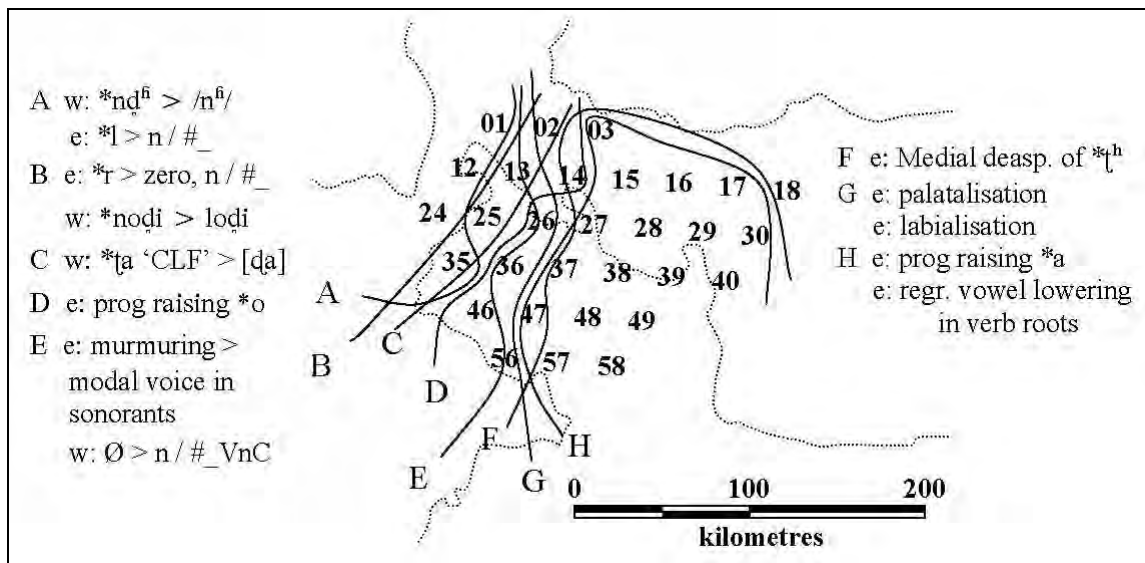 A w: *nd̤ʱ > /nʱ/
e: *l > n / #_
B e: *r > zero, n / #_
w: *noḍi > loḍi
C w: *ṭa ‘CLF’ > [ḍa]
D e: prog raising *o
E e: murmuring >
modal voice in
sonorants
w: Ø > n / #_VnC
01 02 03
12 13 14 15 16 17 18
24 25 26 27 28 29 30
35 36 37 38 39 40
46 47 48 49
56 57 58
A
B
C
D
E
F
G
H
F e: Medial deasp. of *ṭʰ
G e: palatalisation
e: labialisation
H e: prog raising *a
e: regr. vowel lowering
in verb roots
0 100 200
kilometres